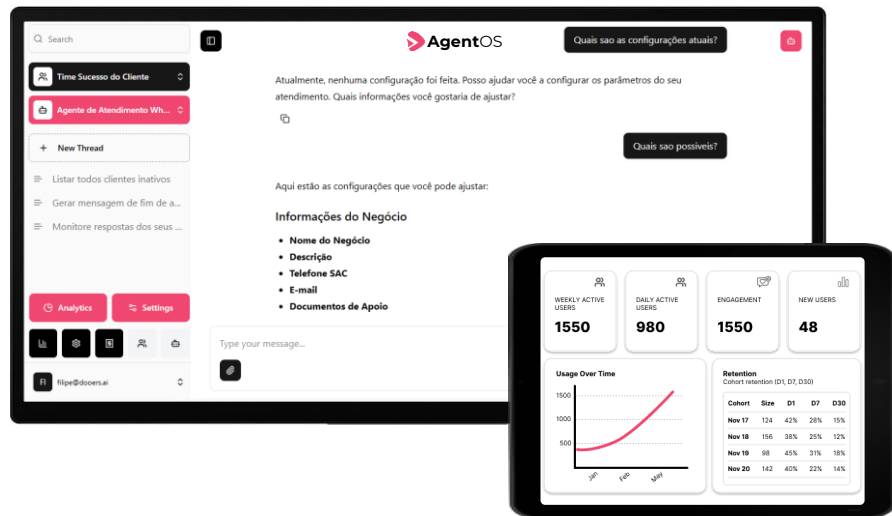 Search
AgentOS
Quais sao as configurações atuais?
Time Sucesso do Cliente
Agente de Atendimento Wh...
New Thread
Listar todos clientes inativos
Gerar mensagem de fim de a...
Monitore respostas dos seus ...
Analytics
Settings
FI
filipe@dooers.ai
Atualmente, nenhuma configuração foi feita. Posso ajudar você a configurar os parâmetros do seu
atendimento. Quais informações você gostaria de ajustar?
Quais sao possiveis?
Aqui estão as configurações que você pode ajustar:
Informações do Negócio
Nome do Negócio
Descrição
Telefone SAC
E-mail
Documentos de Apoio
Type your message...
WEEKLY ACTIVE
USERS
1550
DAILY ACTIVE
USERS
980
ENGAGEMENT
1550
NEW USERS
48
Usage Over Time
1500
1000
500
Jan
Feb
May
Retention
Cohort retention (D1, D7, D30)
Cohort Size D1 D7 D30
Nov 17 124 42% 28% 15%
Nov 18 156 38% 25% 12%
Nov 19 98 45% 31% 18%
Nov 20 142 40% 22% 14%